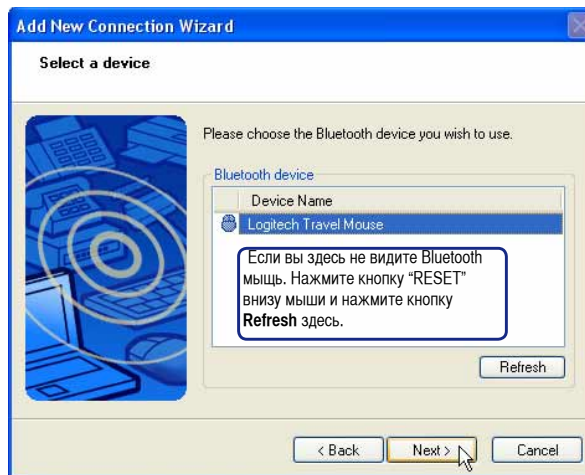 Add New Connection Wizard
Select a device
Please choose the Bluetooth device you wish to use.
Bluetooth device
Device Name
Logitech Travel Mouse
Если вы здесь не видите Bluetooth
мыщь. Нажмите кнопку “RESET”
внизу мыши и нажмите кнопку
Refresh здесь.
Refresh
< Back Next > Cancel